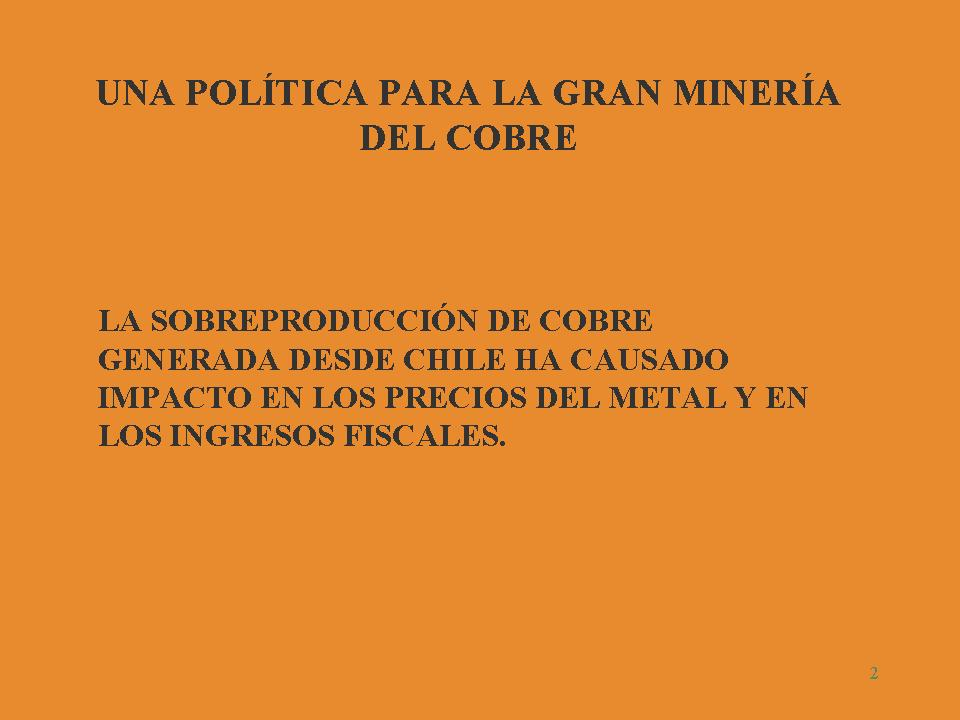 UNA POLÍTICA PARA LA GRAN MINERÍA
DEL COBRE
LA SOBREPRODUCCIÓN DE COBRE
GENERADA DESDE CHILE HA CAUSADO
IMPACTO EN LOS PRECIOS DEL METAL Y EN
LOS INGRESOS FISCALES.
2